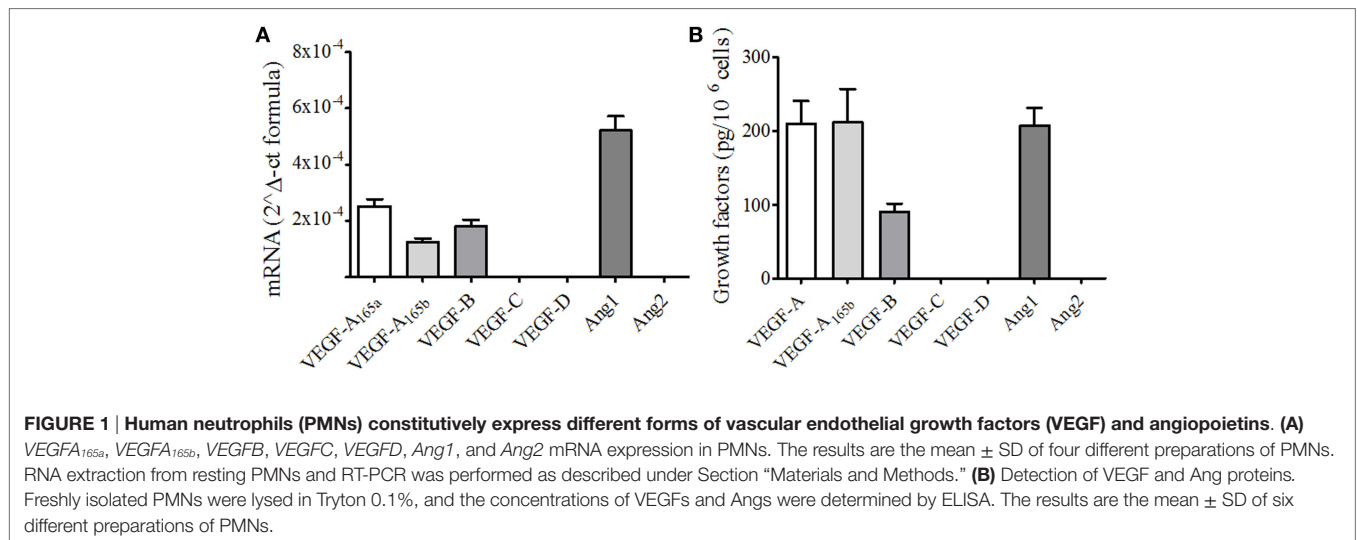 A
8x10-4
6x10-4
4x10-4
2x10-4
mRNA (2^Δ-ct formula)
VEGF-A165a
VEGF-A165b
VEGF-B
VEGF-C
VEGF-D
Ang1
Ang2
B
300
200
100
0
Growth factors (pg/10 6 cells)
VEGF-A
VEGF-A165b
VEGF-B
VEGF-C
VEGF-D
Ang1
Ang2
FIGURE 1 | Human neutrophils (PMNs) constitutively express different forms of vascular endothelial growth factors (VEGF) and angiopoietins. (A)
VEGFA165a, VEGFA165b, VEGFB, VEGFC, VEGFD, Ang1, and Ang2 mRNA expression in PMNs. The results are the mean ± SD of four different preparations of PMNs.
RNA extraction from resting PMNs and RT-PCR was performed as described under Section “Materials and Methods.” (B) Detection of VEGF and Ang proteins.
Freshly isolated PMNs were lysed in Tryton 0.1%, and the concentrations of VEGFs and Angs were determined by ELISA. The results are the mean ± SD of six
different preparations of PMNs.